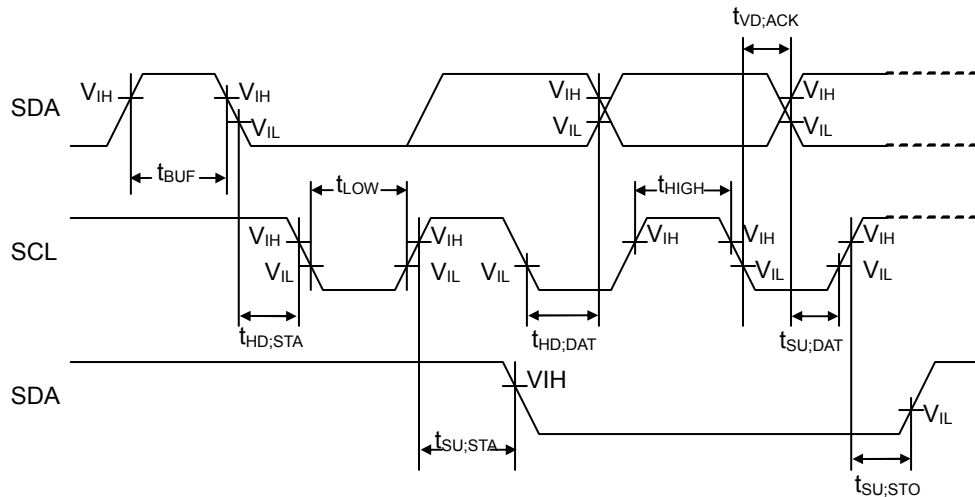 tVD;ACK
SDA
VIH
VIH
VIL
VIH
VIL
VIH
VIL
tBUF
tLOW
tHIGH
SCL
VIH
VIL
VIH
VIL
VIL
VIH
VIH
VIL
VIH
VIL
tHD;STA
tHD;DAT
tSU;DAT
SDA
VIH
VIL
tSU;STA
tSU;STO